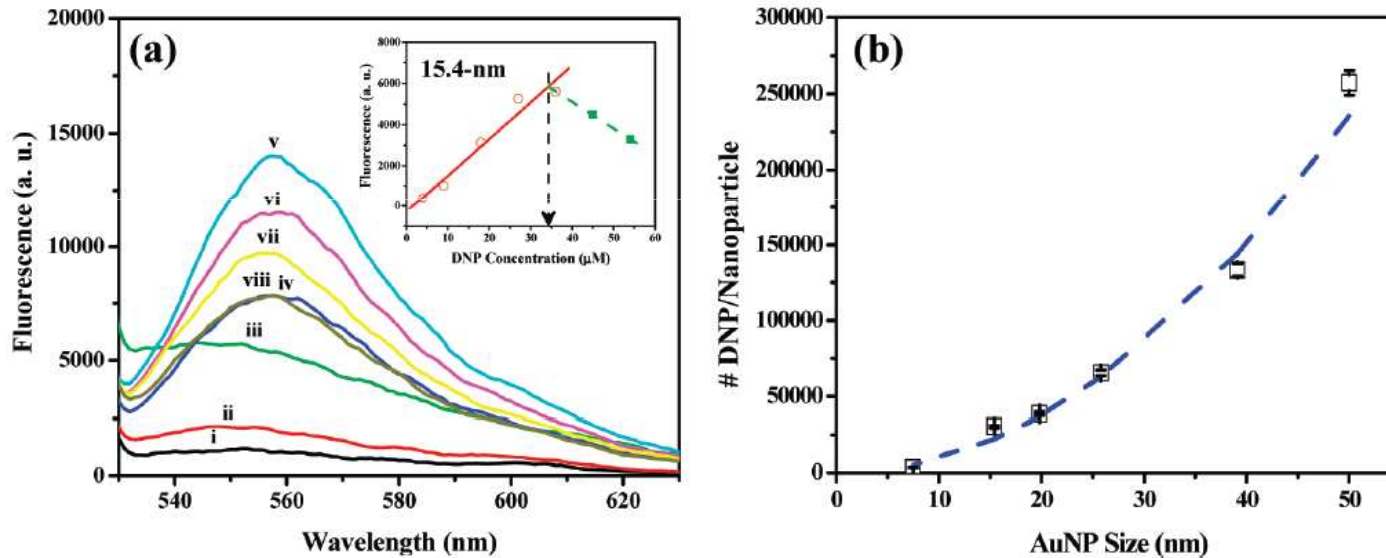 (a)
20000
15000
10000
5000
0
Fluorescence (a. u.)
540 560 580 600 620
Wavelength (nm)
v
vi
vii
viii iv
iii
ii
i
15.4-nm
8000
6000
4000
2000
0
Fluorescence (a. u.)
0 10 20 30 40 50 60
DNP Concentration (μM)
(b)
300000
250000
200000
150000
100000
50000
0
# DNP/Nanoparticle
0 10 20 30 40 50
AuNP Size (nm)